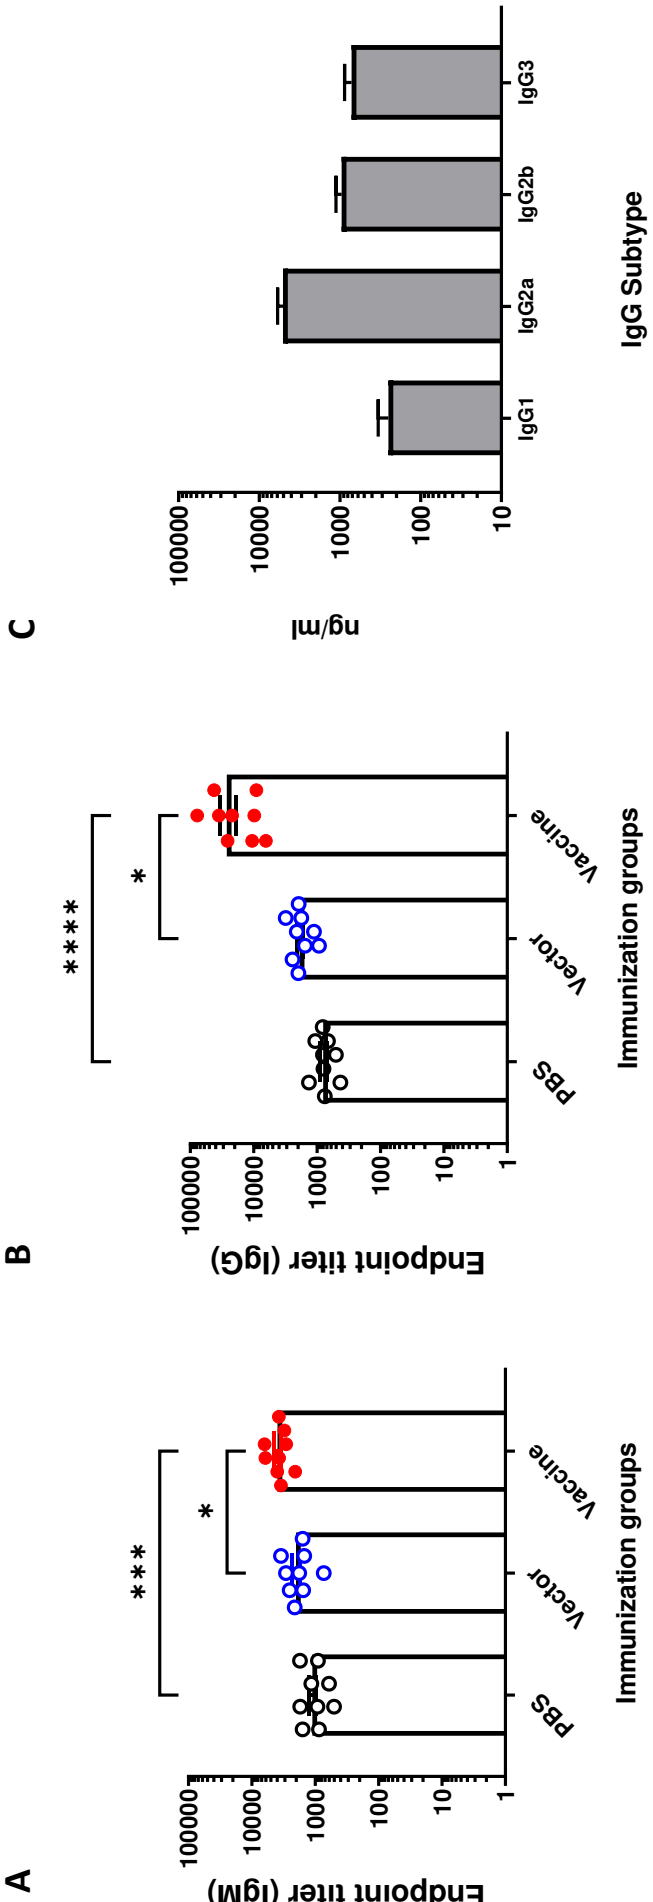 A
Endpoint titer (IgM)
100000
10000
1000
100
10
1
***
*
PBS
Vector
Vaccine
Immunization groups
B
Endpoint titer (IgG)
100000
10000
1000
100
10
1
****
*
PBS
Vector
Vaccine
Immunization groups
C
ng/ml
100000
10000
1000
100
10
IgG1
IgG2a
IgG2b
IgG3
IgG Subtype